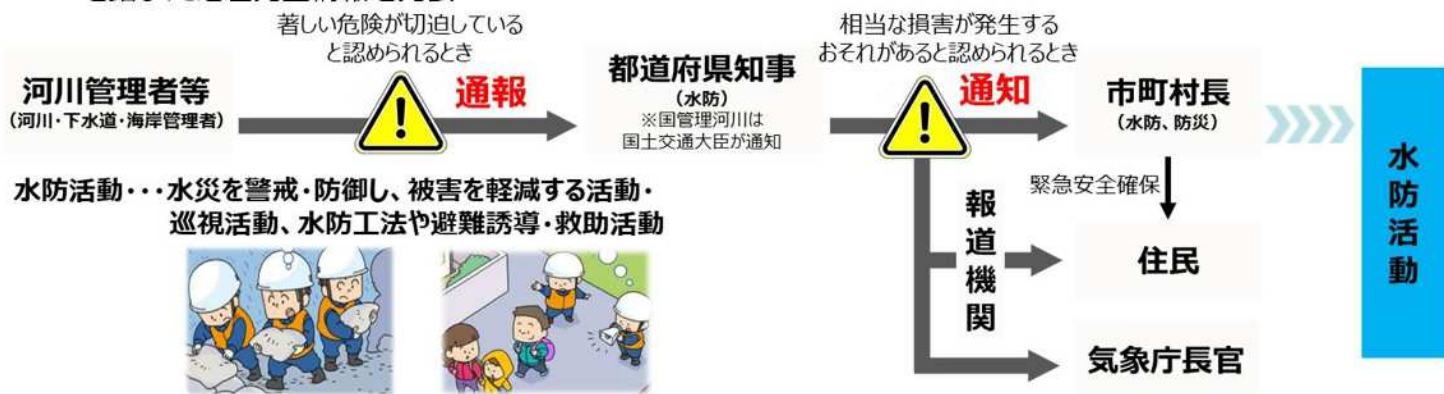 著しい危険が切迫している
と認められるとき
相当な損害が発生する
おそれがあると認められるとき
河川管理者等
(河川・下水道・海岸管理者)
通報
都道府県知事
(水防)
※国管理河川は
国土交通大臣が通知
通知
市町村長
(水防、防災)
水防活動
水防活動・・・水災を警戒・防御し、被害を軽減する活動・
巡視活動、水防工法や避難誘導・救助活動
緊急安全確保
報道機関
住民
気象庁長官